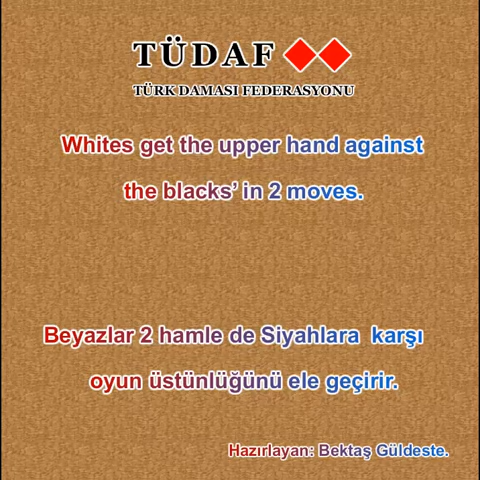 TÜDAF
TÜRK DAMASI FEDERASYONU
Whites get the upper hand against
the blacks’ in 2 moves.
Beyazlar 2 hamle de Siyahlara karşı
oyun üstünlüğünü ele geçirir.
Hazırlayan: Bektaş Güldeste.